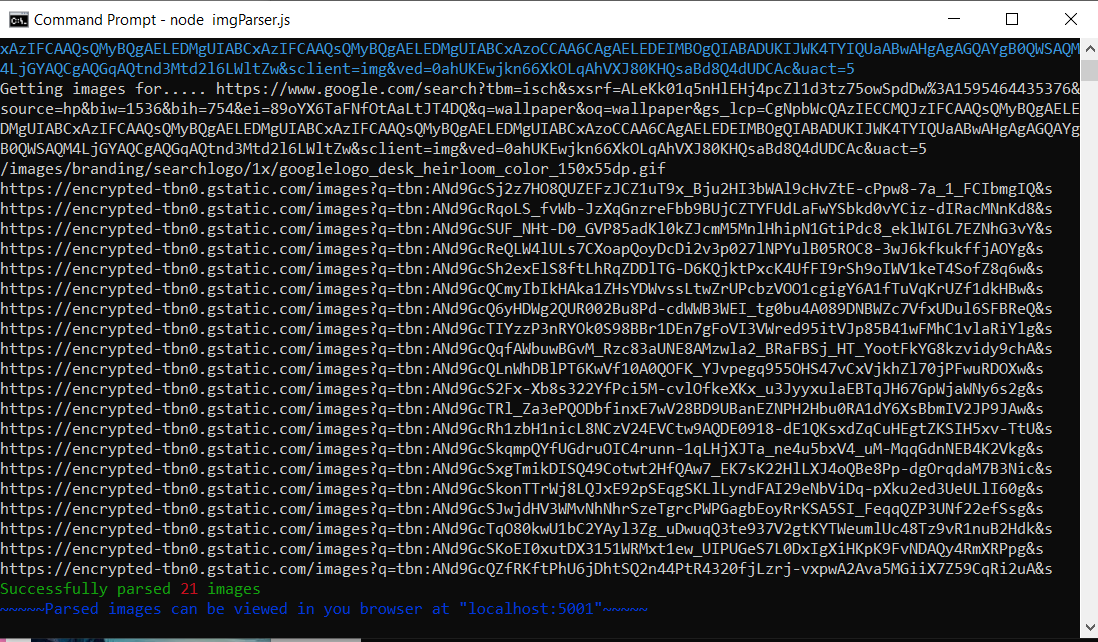 Command Prompt - node  imgParser.js
xAzIFCAAQsQMyBQgAELEDMgUIABCxAzIFCAAQsQMyBQgAELEDMgUIABCxAzoCCAA6CAgAELEDEIMBOgQIABADUKIJWK4TYIQUaABwAHgAgAGQAYgB0QWSAQM
4LjGYAQCgAQGqAQtnd3Mtd2l6LWltZw&sclient=img&ved=0ahUKEwjkn66XkOLqAhVXJ80KHQsaBd8Q4dUDCAc&uact=5
Getting images for..... https://www.google.com/search?tbm=isch&sxsrf=ALeKk01q5nHlEHj4pcZl1d3tz75owSpdDw%3A1595464435376&
source=hp&biw=1536&bih=754&ei=89oYX6TaFNfOtAaLtJT4DQ&q=wallpaper&oq=wallpaper&gs_lcp=CgNpbWcQAzIECCMQJzIFCAAQsQMyBQgAELE
DMgUIABCxAzIFCAAQsQMyBQgAELEDMgUIABCxAzIFCAAQsQMyBQgAELEDMgUIABCxAzoCCAA6CAgAELEDEIMBOgQIABADUKIJWK4TYIQUaABwAHgAgAGQAYg
B0QWSAQM4LjGYAQCgAQGqAQtnd3Mtd2l6LWltZw&sclient=img&ved=0ahUKEwjkn66XkOLqAhVXJ80KHQsaBd8Q4dUDCAc&uact=5
/images/branding/searchlogo/1x/googlelogo_desk_heirloom_color_150x55dp.gif
https://encrypted-tbn0.gstatic.com/images?q=tbn:ANd9GcSj2z7HO8QUZEFzJCZ1uT9x_Bju2HI3bWAl9cHvZtE-cPpw8-7a_1_FCIbmgIQ&s
https://encrypted-tbn0.gstatic.com/images?q=tbn:ANd9GcRqoLS_fvWb-JzXqGnzreFbb9BUjCZTYFUdLaFwYSbkd0vYCiz-dIRacMNnKd8&s
https://encrypted-tbn0.gstatic.com/images?q=tbn:ANd9GcSUF_NHt-D0_GVP85adKl0kZJcmM5MnlHhipN1GtiPdc8_eklWI6L7EZNhG3vY&s
https://encrypted-tbn0.gstatic.com/images?q=tbn:ANd9GcReQLW4lULs7CXoapQoyDcDi2v3p027lNPYulB05ROC8-3wJ6kfkukffjAOYg&s
https://encrypted-tbn0.gstatic.com/images?q=tbn:ANd9GcSh2exElS8ftLhRqZDDlTG-D6KQjktPxcK4UfFI9rSh9oIWV1keT4SofZ8q6w&s
https://encrypted-tbn0.gstatic.com/images?q=tbn:ANd9GcQCmyIbIkHAka1ZHsYDWvssLtwZrUPcbzVOO1cgigY6A1fTuVqKrUZf1dkHBw&s
https://encrypted-tbn0.gstatic.com/images?q=tbn:ANd9GcQ6yHDWg2QUR002Bu8Pd-cdWWB3WEI_tg0bu4A089DNBWZc7VfxUDul6SFBReQ&s
https://encrypted-tbn0.gstatic.com/images?q=tbn:ANd9GcTIYzzP3nRYOk0S98BBr1DEn7gFoVI3VWred95itVJp85B41wFMhC1vlaRiYlg&s
https://encrypted-tbn0.gstatic.com/images?q=tbn:ANd9GcQqfAWbuwBGvM_Rzc83aUNE8AMzwla2_BRaFBSj_HT_YootFkYG8kzvidy9chA&s
https://encrypted-tbn0.gstatic.com/images?q=tbn:ANd9GcQLnWhDBlPT6KwVf10A0QOFK_YJvpegq955OHS47vCxVjkhZl70jPFwuRDOXw&s
https://encrypted-tbn0.gstatic.com/images?q=tbn:ANd9GcS2Fx-Xb8s322YfPci5M-cvlOfkeXKx_u3JyyxulaEBTqJH67GpWjaWNy6s2g&s
https://encrypted-tbn0.gstatic.com/images?q=tbn:ANd9GcTRl_Za3ePQODbfinxE7wV28BD9UBanEZNPH2Hbu0RA1dY6XsBbmIV2JP9JAw&s
https://encrypted-tbn0.gstatic.com/images?q=tbn:ANd9GcRh1zbH1nicL8NCzV24EVCtw9AQDE0918-dE1QKsxdZqCuHEgtZKSIH5xv-TtU&s
https://encrypted-tbn0.gstatic.com/images?q=tbn:ANd9GcSkqmpQYfUGdruOIC4runn-1qLHjXJTa_ne4u5bxV4_uM-MqqGdnNEB4K2Vkg&s
https://encrypted-tbn0.gstatic.com/images?q=tbn:ANd9GcSxgTmikDISQ49Cotwt2HfQAw7_EK7sK22HlLXJ4oQBe8Pp-dgOrqdaM7B3Nic&s
https://encrypted-tbn0.gstatic.com/images?q=tbn:ANd9GcSkonTTrWj8LQJxE92pSEqgSKLlLyndFAI29eNbViDq-pXku2ed3UeULlI60g&s
https://encrypted-tbn0.gstatic.com/images?q=tbn:ANd9GcSJwjdHV3WMvNhNhrSzeTgrcPWPGagbEoyRrKSA5SI_FeqqQZP3UNf22efSsg&s
https://encrypted-tbn0.gstatic.com/images?q=tbn:ANd9GcTqO80kwU1bC2YAyl3Zg_uDwuqQ3te937V2gtKYTWeumlUc48Tz9vR1nuB2Hdk&s
https://encrypted-tbn0.gstatic.com/images?q=tbn:ANd9GcSKoEI0xutDX3151WRMxt1ew_UIPUGeS7L0DxIgXiHKpK9FvNDAQy4RmXRPpg&s
https://encrypted-tbn0.gstatic.com/images?q=tbn:ANd9GcQZfRKftPhU6jDhtSQ2n44PtR4320fjLzrj-vxpwA2Ava5MGiiX7Z59CqRi2uA&s
Successfully parsed 21 images
~~~~~Parsed images can be viewed in you browser at "localhost:5001"~~~~~